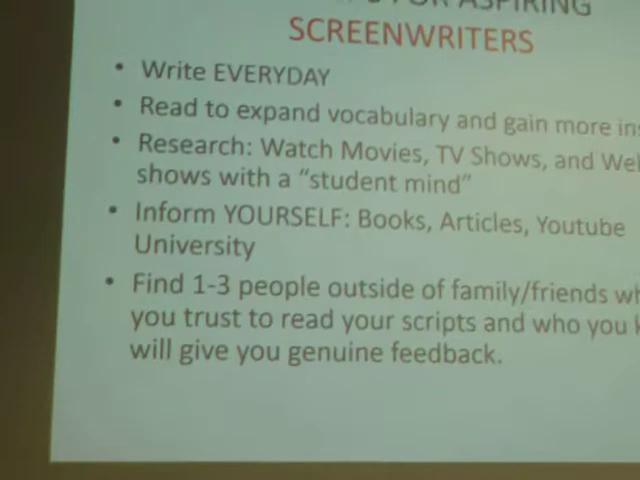 FOR ASPIRING
SCREENWRITERS
• Write EVERYDAY
• Read to expand vocabulary and gain more
• Research: Watch Movies, TV Shows, and
shows with a “student mind”
• Inform YOURSELF: Books, Articles, Youtube
University
• Find 1-3 people outside of family/friends
you trust to read your scripts and who you
will give you genuine feedback.